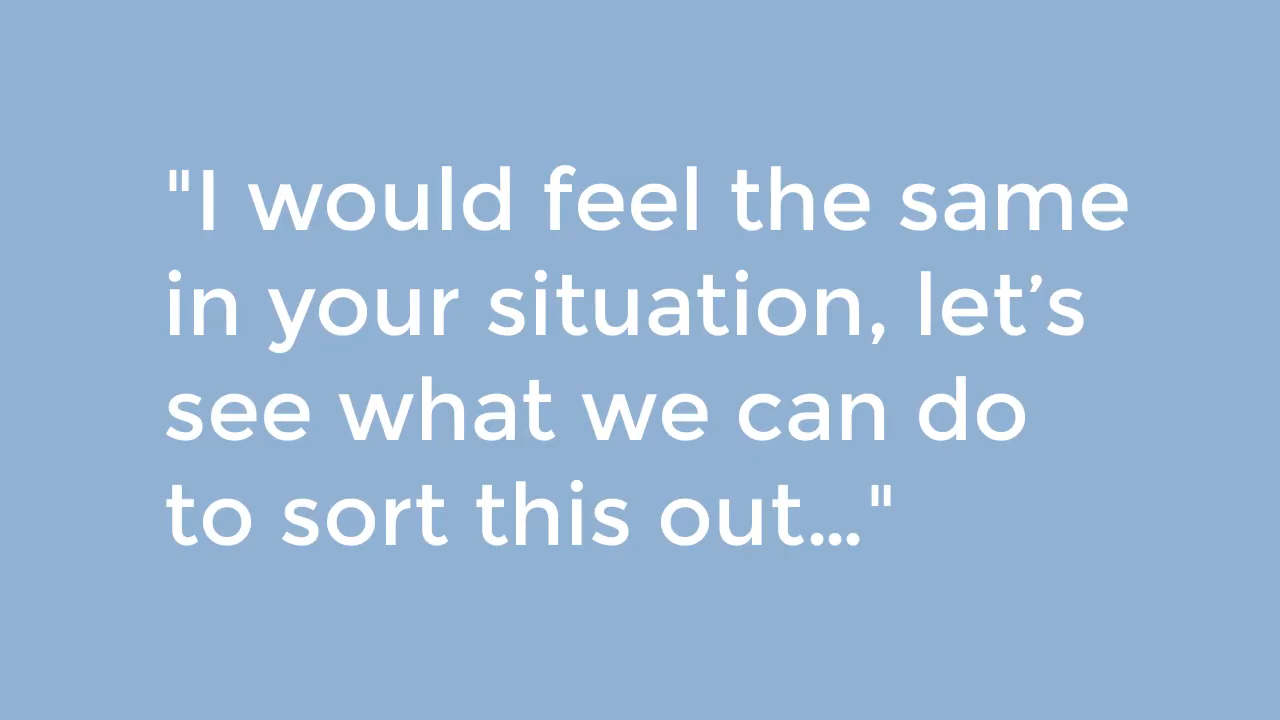 "I would feel the same
in your situation, let’s
see what we can do
to sort this out…"